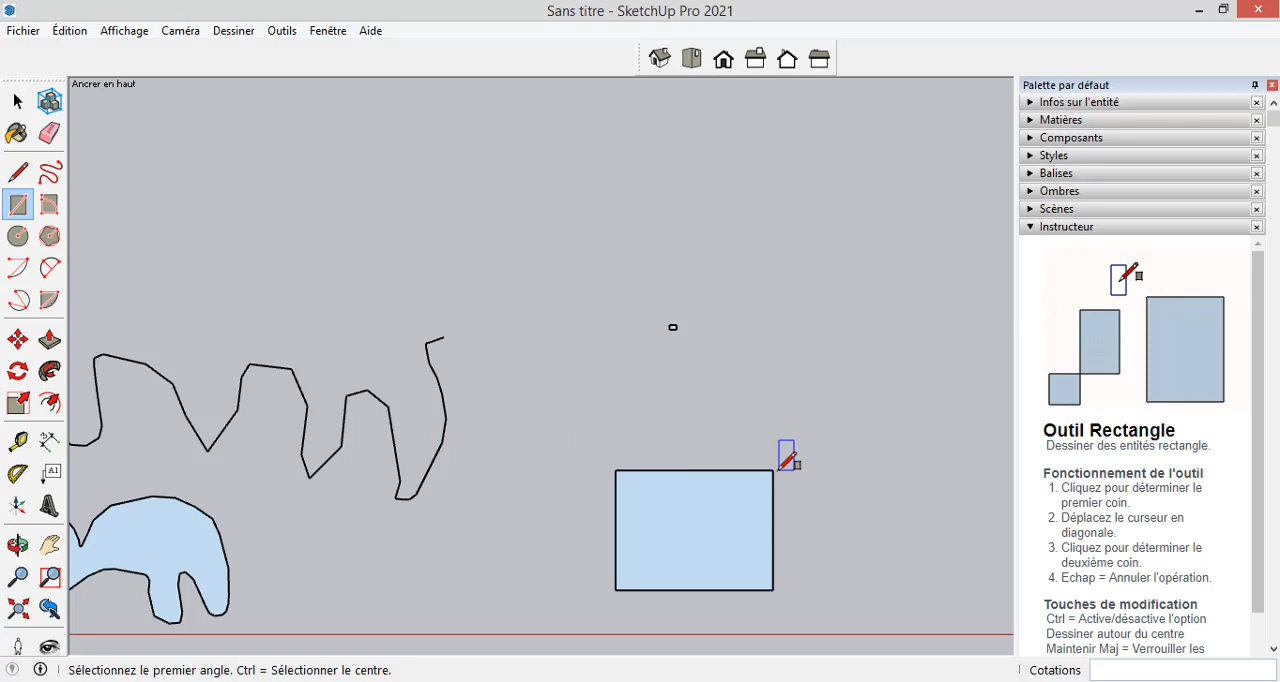 Sans titre - SketchUp Pro 2021
Fichier Édition Affichage Caméra Dessiner Outils Fenêtre Aide
Ancrer en haut
Palette par défaut
Infos sur l'entité
Matières
Composants
Styles
Balises
Ombres
Scènes
Instructeur
Outil Rectangle
Dessiner des entités rectangle.
Fonctionnement de l'outil
1. Cliquez pour déterminer le
premier coin.
2. Déplacez le curseur en
diagonale.
3. Cliquez pour déterminer le
deuxième coin.
4. Echap = Annuler l'opération.
Touches de modification
Ctrl = Active/désactive l'option
Dessiner autour du centre
Maintenir Maj = Verrouiller les
A1
Sélectionnez le premier angle. Ctrl = Sélectionner le centre.
Cotations